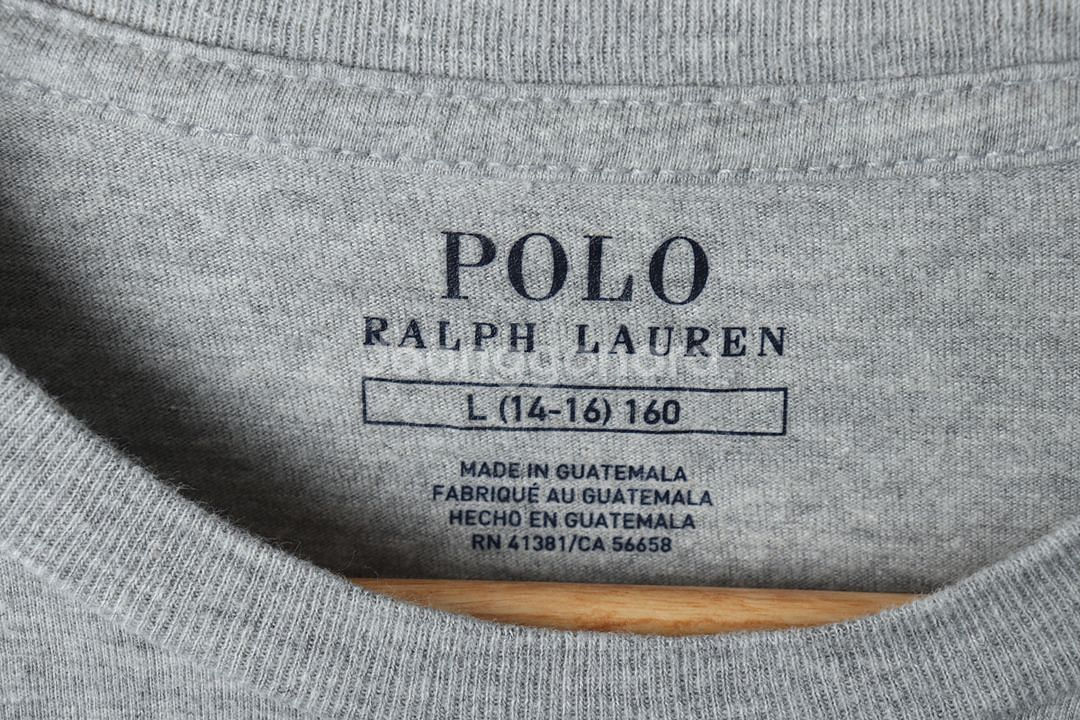 POLO
RALPH LAUREN
L (14-16) 160
MADE IN GUATEMALA
FABRIQUÉ AU GUATEMALA
HECHO EN GUATEMALA
RN 41381/CA 56658